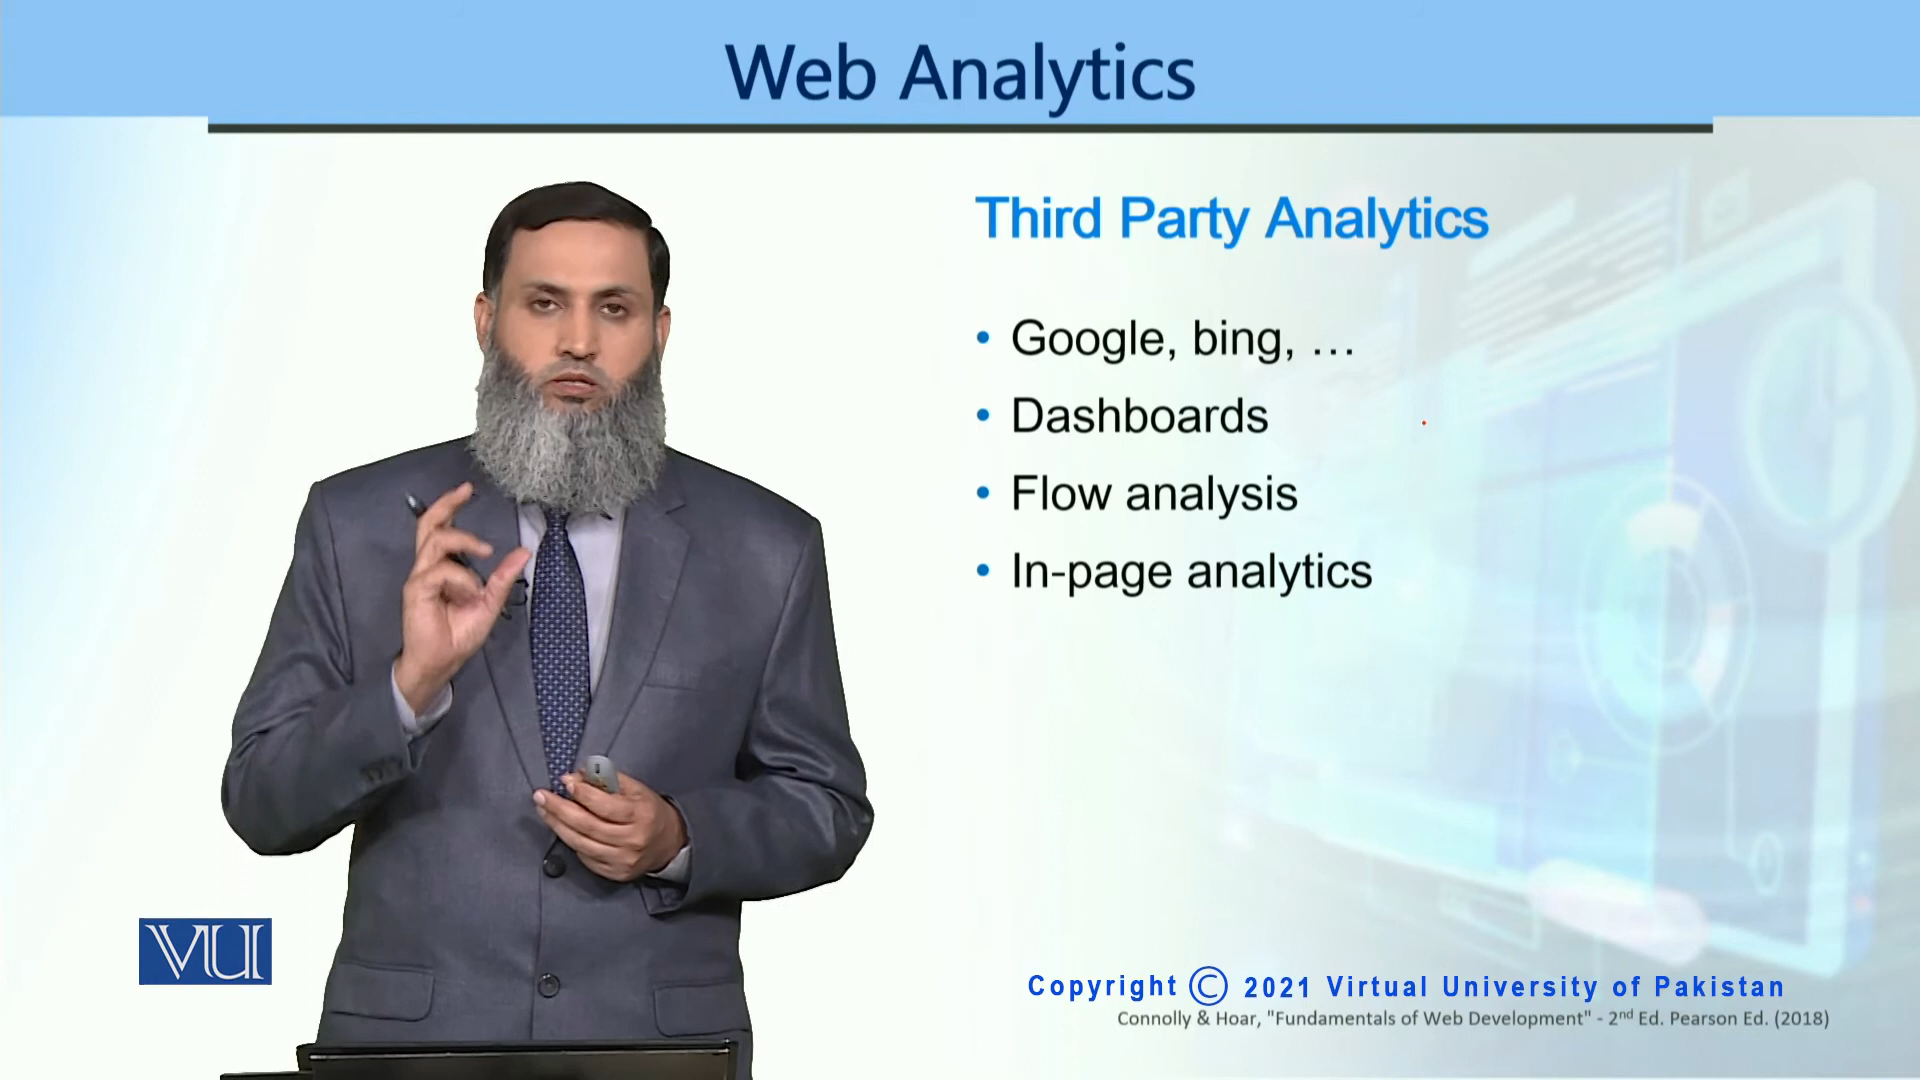 Web Analytics
Third Party Analytics
• Google, bing, …
• Dashboards
• Flow analysis
• In-page analytics
VU
Copyright © 2021 Virtual University of Pakistan
Connolly & Hoar, "Fundamentals of Web Development" - 2nd Ed. Pearson Ed. (2018)